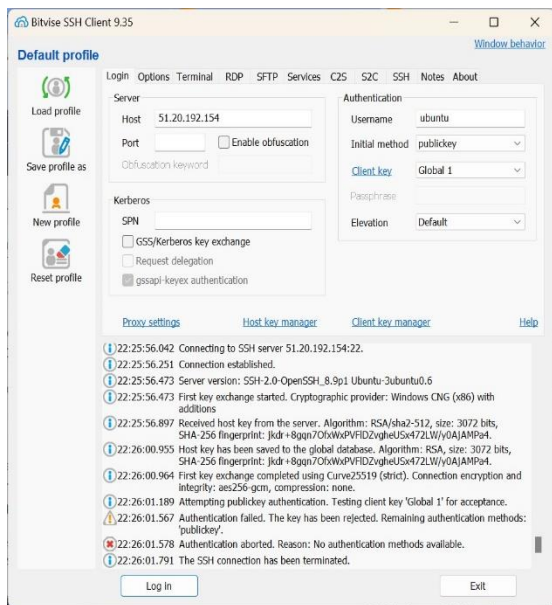 Bitvise SSH Client 9.35
Window behavior
Default profile
Load profile
Save profile as
New profile
Reset profile
Login Options Terminal RDP SFTP Services C2S S2C SSH Notes About
Server
Host 51.20.192.154
Port Enable obfuscation
Obfuscation keyword
Kerberos
SPN
GSS/Kerberos key exchange
Request delegation
gssapi-keyex authentication
Authentication
Username ubuntu
Initial method publickey
Client key Global 1
Passphrase
Elevation Default
Proxy settings Host key manager Client key manager Help
22:25:56.042 Connecting to SSH server 51.20.192.154:22.
22:25:56.251 Connection established.
22:25:56.473 Server version: SSH-2.0-OpenSSH_8.9p1 Ubuntu-3ubuntu0.6
22:25:56.473 First key exchange started. Cryptographic provider: Windows CNG (x86) with
additions
22:25:56.897 Received host key from the server. Algorithm: RSA/sha2-512, size: 3072 bits,
SHA-256 fingerprint: Jkdr+8gqn7OfxWxPVFlDZvgheUSx472LW/y0AJAMPa4.
22:26:00.955 Host key has been saved to the global database. Algorithm: RSA, size: 3072 bits,
SHA-256 fingerprint: Jkdr+8gqn7OfxWxPVFlDZvgheUSx472LW/y0AJAMPa4.
22:26:00.964 First key exchange completed using Curve25519 (strict). Connection encryption and
integrity: aes256-gcm, compression: none.
22:26:01.189 Attempting publickey authentication. Testing client key 'Global 1' for acceptance.
22:26:01.567 Authentication failed. The key has been rejected. Remaining authentication methods:
'publickey'.
22:26:01.578 Authentication aborted. Reason: No authentication methods available.
22:26:01.791 The SSH connection has been terminated.
Log in
Exit